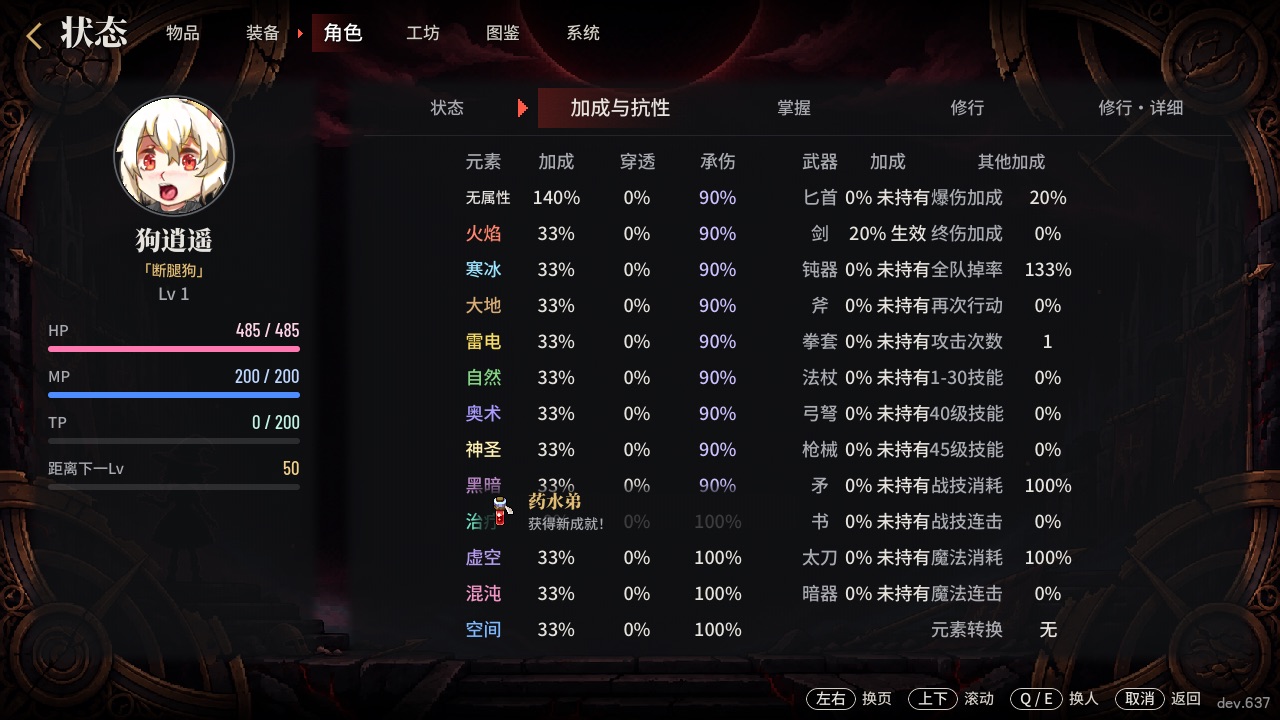 状态 物品 装备 角色 工坊 图鉴 系统
状态 加成与抗性 掌握 修行 修行·详细
狗逍遥
「断腿狗」
Lv 1
HP 485 / 485
MP 200 / 200
TP 0 / 200
距离下一Lv 50
元素 加成 穿透 承伤 武器 加成 其他加成
无属性 140% 0% 90% 匕首 0% 未持有 爆伤加成 20%
火焰 33% 0% 90% 剑 20% 生效 终伤加成 0%
寒冰 33% 0% 90% 钝器 0% 未持有 全队掉率 133%
大地 33% 0% 90% 斧 0% 未持有 再次行动 0%
雷电 33% 0% 90% 拳套 0% 未持有 攻击次数 1
自然 33% 0% 90% 法杖 0% 未持有 1-30技能 0%
奥术 33% 0% 90% 弓弩 0% 未持有 40级技能 0%
神圣 33% 0% 90% 枪械 0% 未持有 45级技能 0%
黑暗 33% 0% 90% 矛 0% 未持有 战技消耗 100%
药水弟
获得新成就!
治疗 0% 100% 书 0% 未持有 战技连击 0%
虚空 33% 0% 100% 太刀 0% 未持有 魔法消耗 100%
混沌 33% 0% 100% 暗器 0% 未持有 魔法连击 0%
空间 33% 0% 100% 元素转换 无
左右 换页 上下 滚动 Q / E 换人 取消 返回 dev.637